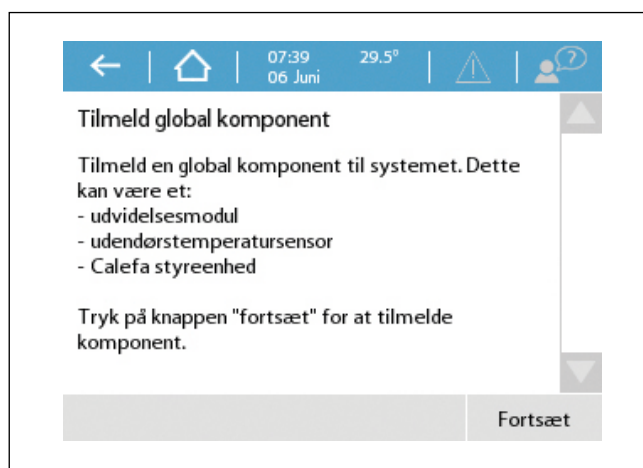 07:39 29.5°
06 Juni
?
Tilmeld global komponent
Tilmeld en global komponent til systemet. Dette
kan være et:
- udvidelsesmodul
- udendørstemperatursensor
- Calefa styreenhed
Tryk på knappen "fortsæt" for at tilmelde
komponent.
Fortsæt